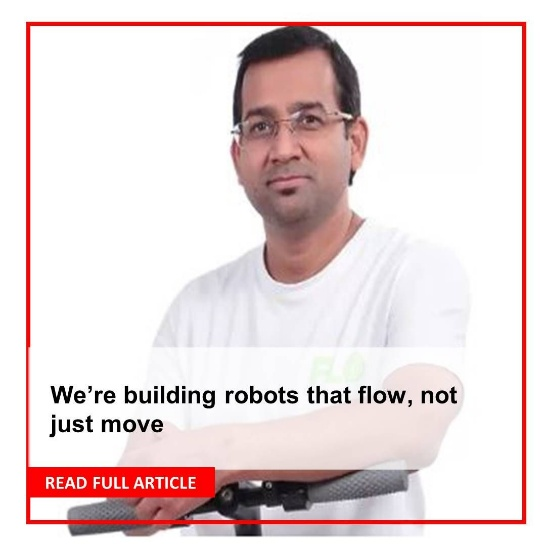 We’re building robots that flow, not
just move
READ FULL ARTICLE